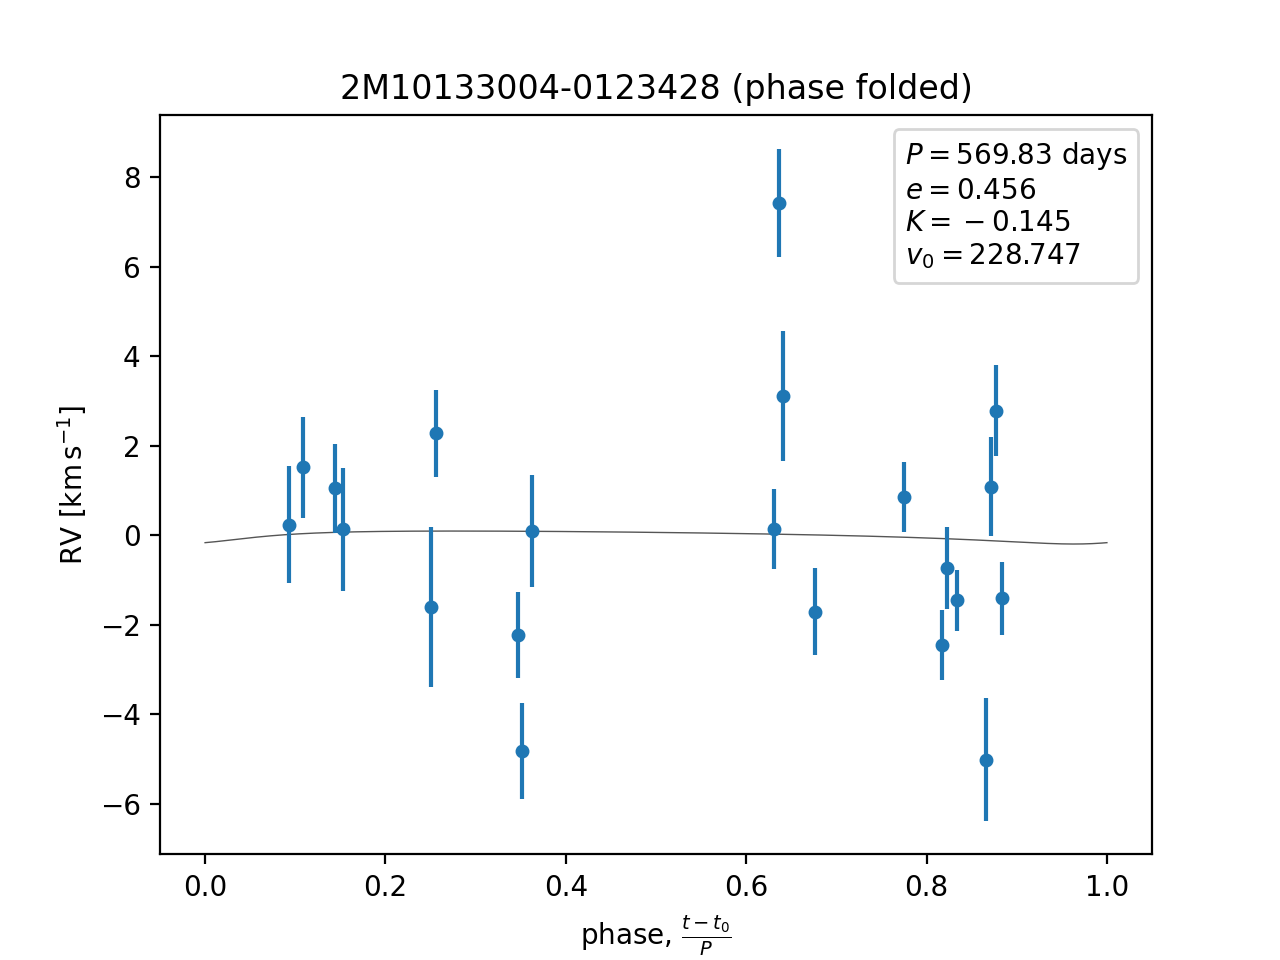 2M10133004-0123428 (phase folded)
P = 569.83 days
e = 0.456
K = −0.145
v₀ = 228.747
8
6
4
2
0
−2
−4
−6
RV [km s⁻¹]
0.0 0.2 0.4 0.6 0.8 1.0
phase, (t − t₀)/P